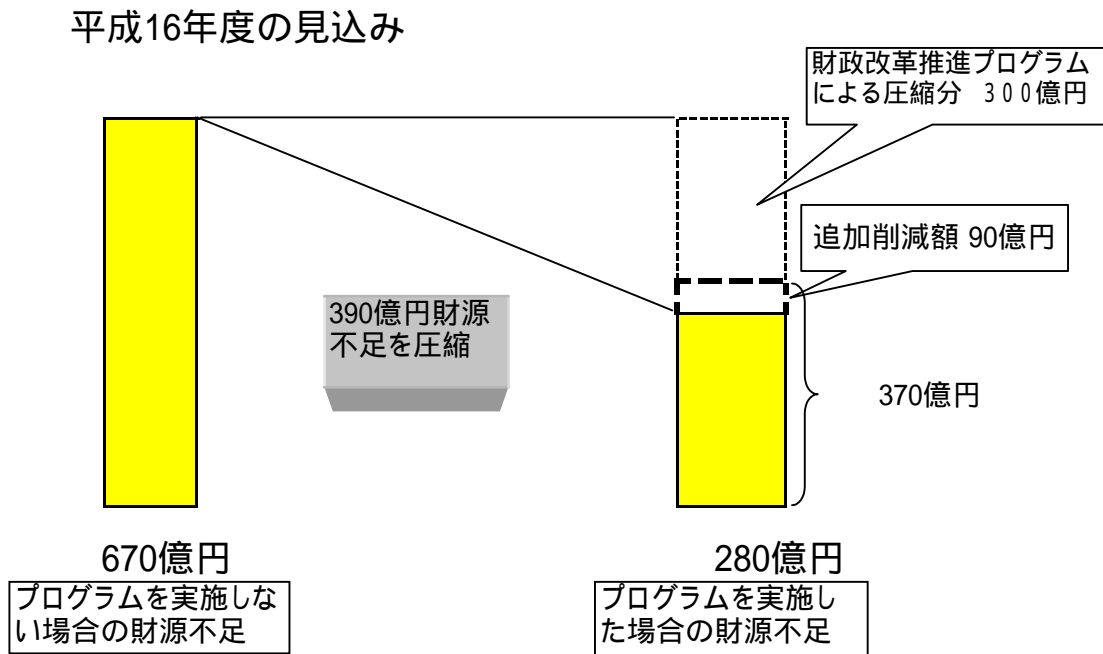 平成16年度の見込み
財政改革推進プログラム
による圧縮分 ３００億円
追加削減額 90億円
390億円財源
不足を圧縮
370億円
670億円
プログラムを実施しな
い場合の財源不足
280億円
プログラムを実施し
た場合の財源不足